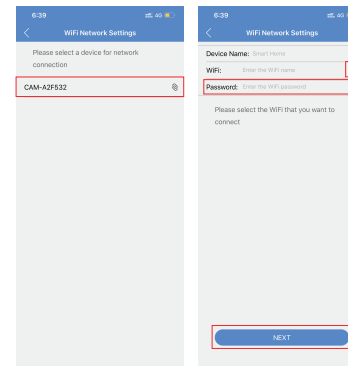 6:39
4G
WiFi Network Settings
Please select a device for network
connection
CAM-A2F532
6:39
4G
WiFi Network Settings
Device Name: Smart Home
WiFi: Enter the WiFi name
Password: Enter the WiFi password
Please select the WiFi that you want to
connect
NEXT